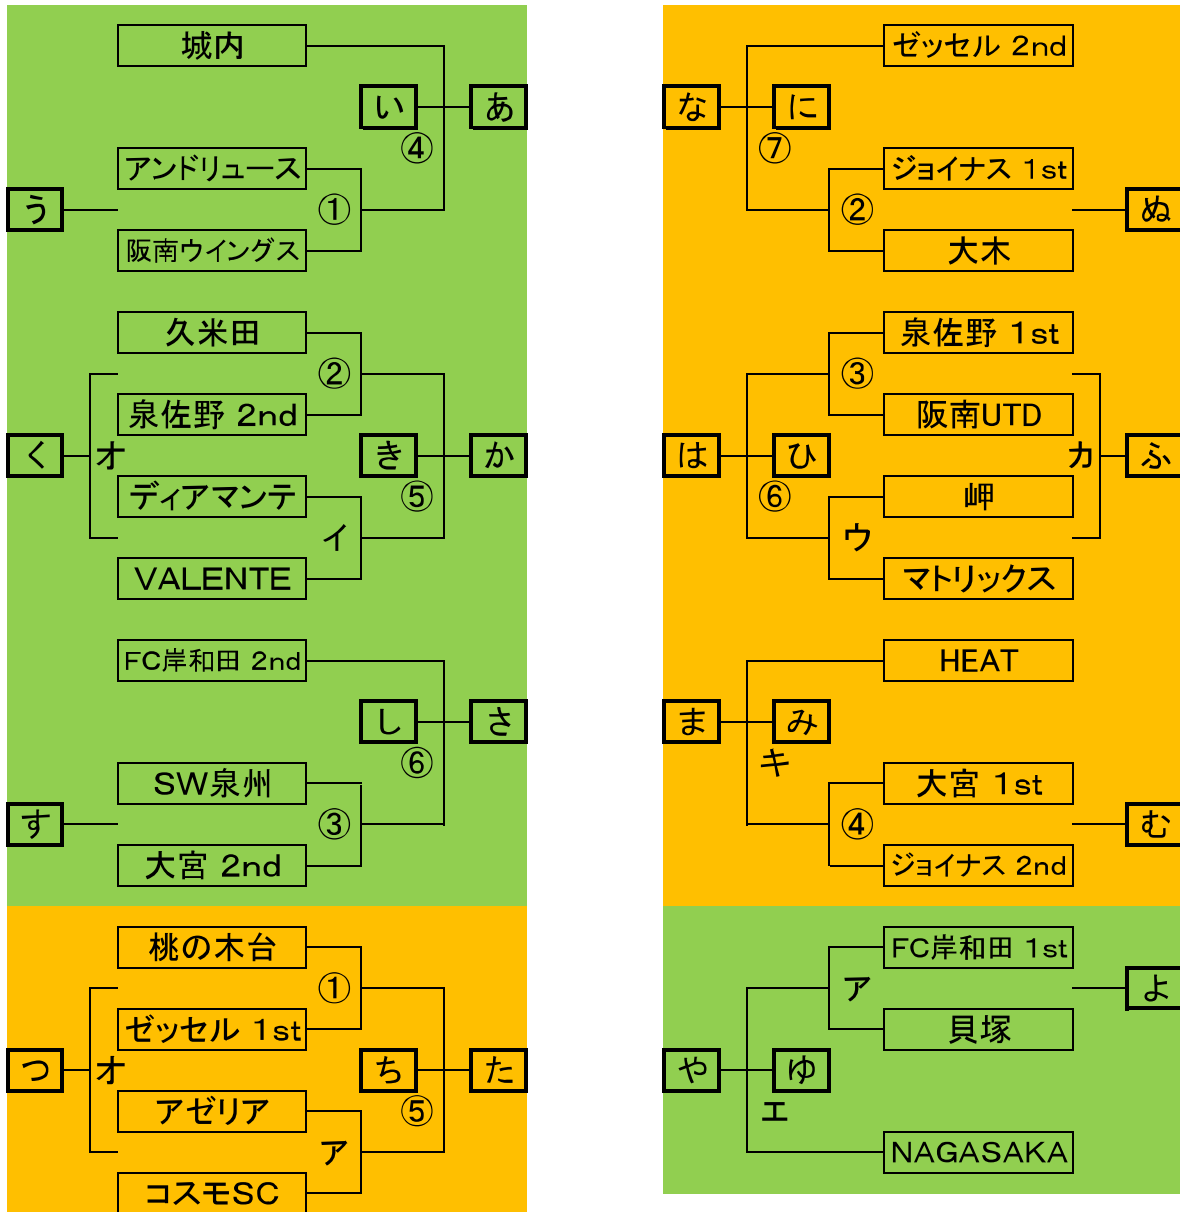 城内
い
あ
④
アンドリュース
①
う
阪南ウイングス
久米田
②
泉佐野 2nd
く
オ
き
か
⑤
ディアマンテ
イ
VALENTE
FC岸和田 2nd
し
さ
⑥
SW泉州
③
す
大宮 2nd
桃の木台
①
ゼッセル 1st
つ
オ
ち
た
⑤
アゼリア
ア
コスモSC
ゼッセル 2nd
な
に
⑦
ジョイナス 1st
②
ぬ
大木
泉佐野 1st
③
阪南UTD
は
ひ
カ
ふ
⑥
岬
ウ
マトリックス
HEAT
ま
み
キ
大宮 1st
④
む
ジョイナス 2nd
FC岸和田 1st
ア
よ
貝塚
や
ゆ
エ
NAGASAKA